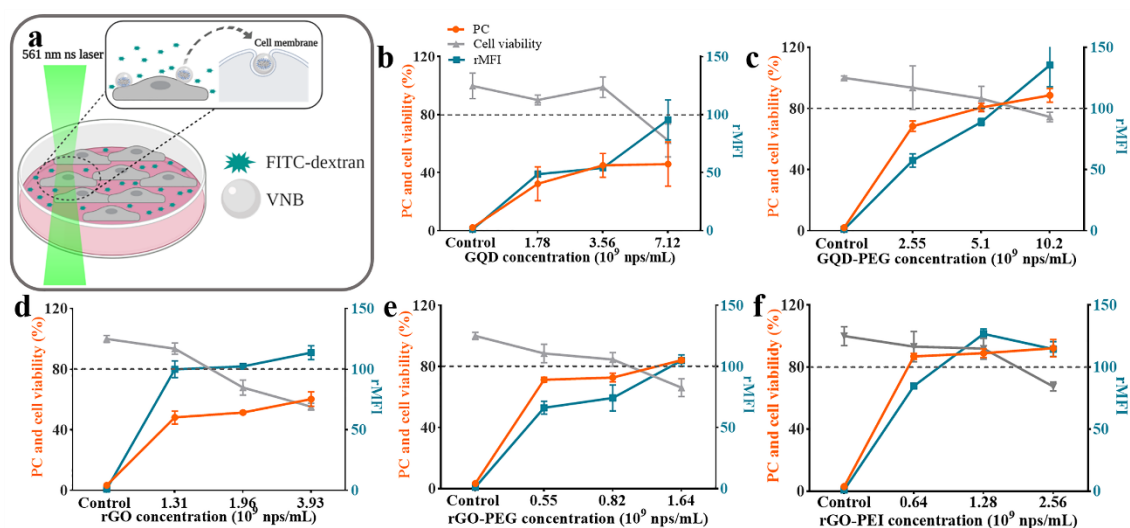 a
561 nm ns laser
Cell membrane
FITC-dextran
VNB
b
PC
Cell viability
rMFI
PC and cell viability (%)
120
80
40
0
150
100
50
0
rMFI
Control 1.78 3.56 7.12
GQD concentration (10⁹ nps/mL)
c
PC and cell viability (%)
120
80
40
0
150
100
50
0
rMFI
Control 2.55 5.1 10.2
GQD-PEG concentration (10⁹ nps/mL)
d
PC and cell viability (%)
120
80
40
0
150
100
50
0
rMFI
Control 1.31 1.96 3.93
rGO concentration (10⁹ nps/mL)
e
PC and cell viability (%)
120
80
40
0
150
100
50
0
rMFI
Control 0.55 0.82 1.64
rGO-PEG concentration (10⁹ nps/mL)
f
PC and cell viabilidy (%)
120
80
40
0
150
100
50
0
rMFI
Control 0.64 1.28 2.56
rGO-PEI concentration (10⁹ nps/mL)